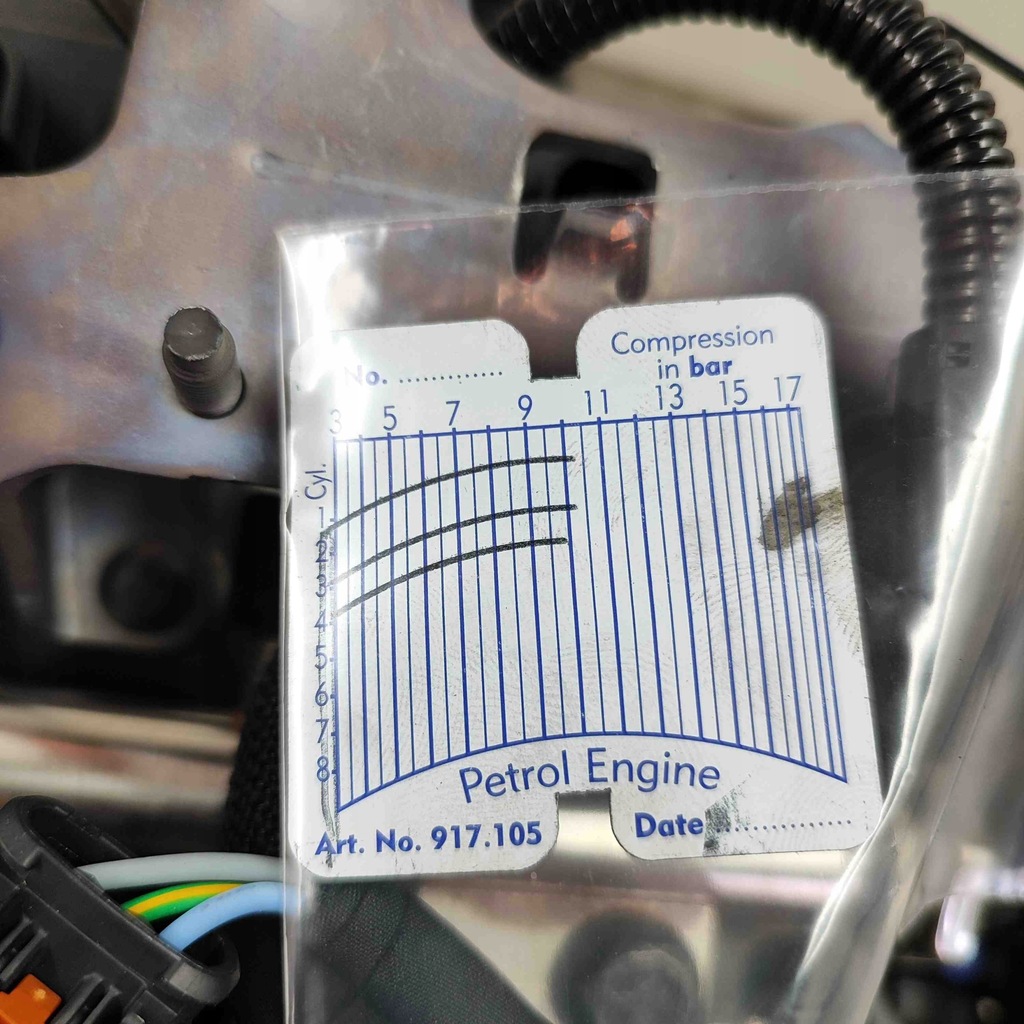 No. .............
Compression
in bar
3 5 7 9 11 13 15 17
Cyl.
1
2
3
4
5
6
7
8
Petrol Engine
Art. No. 917.105
Date ................